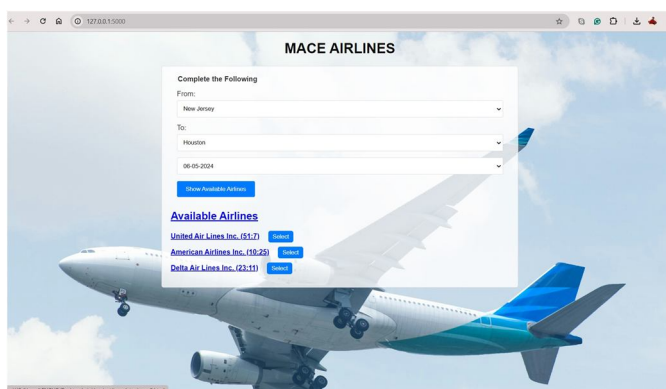 127.0.0.1:5000
MACE AIRLINES
Complete the Following
From:
New Jersey
To:
Houston
06-05-2024
Show Available Airlines
Available Airlines
United Air Lines Inc. (51:7) Select
American Airlines Inc. (10:25) Select
Delta Air Lines Inc. (23:11) Select